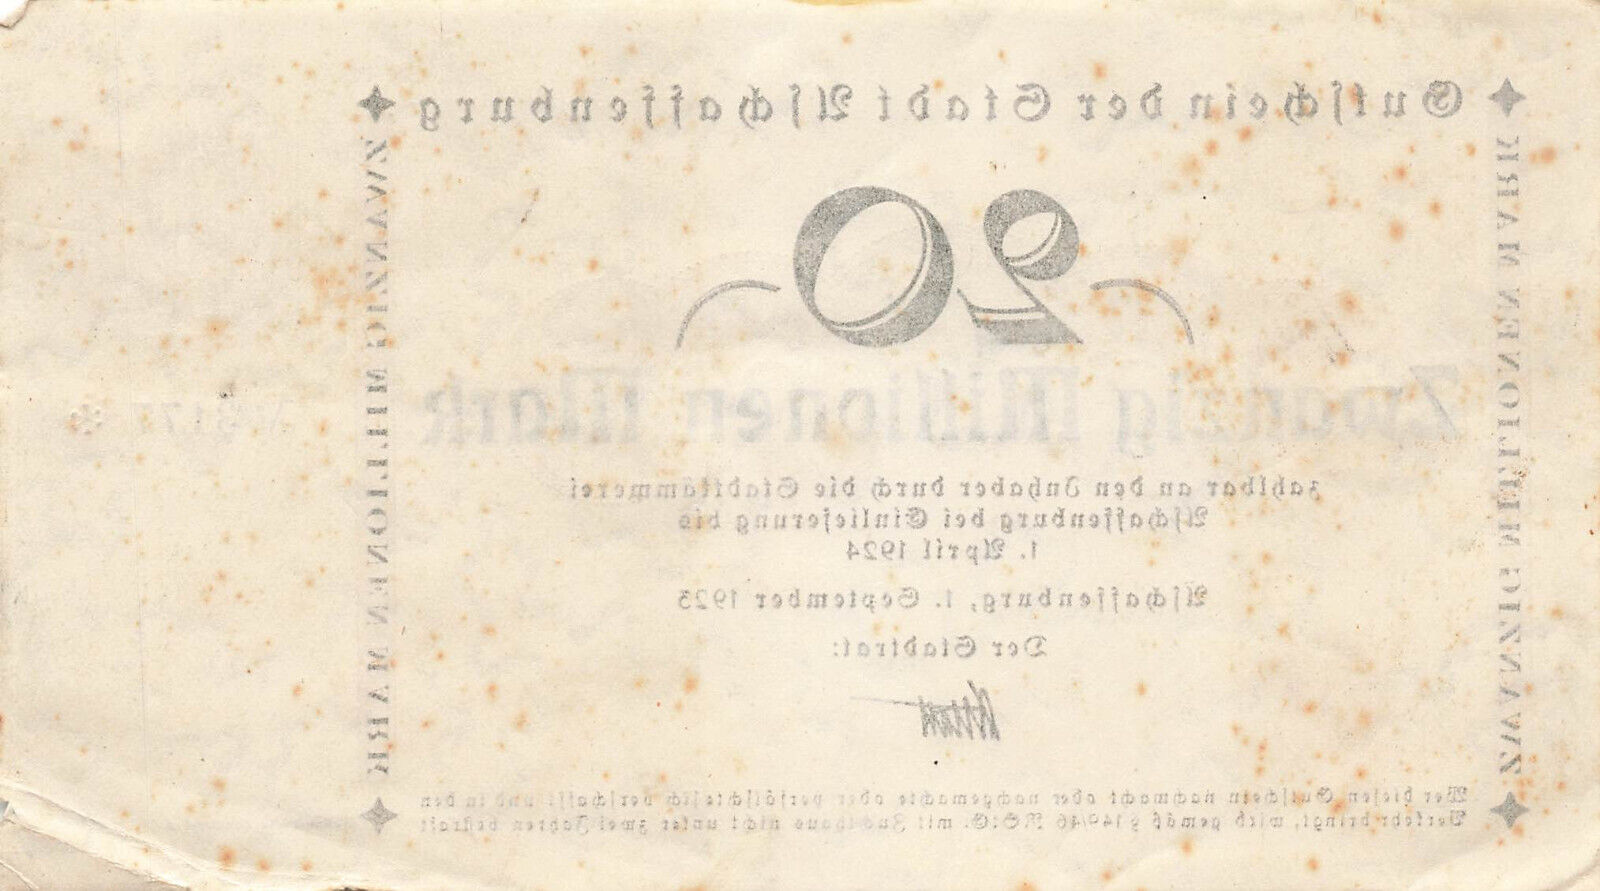 Gutschein der Stadt Aschaffenburg
ZWANZIG MILLIONEN MARK
20
ZWANZIG MILLIONEN MARK
Zwanzig Millionen Mark
zahlbar an den Inhaber durch die Stadtkämmerei
Aschaffenburg bei Einlieferung bis
1. April 1924
Aschaffenburg, 1. September 1923
Der Stadtrat:
Wer diesen Gutschein nachmacht oder nachgemachte oder verfälschte sich verschafft und in den
Verkehr bringt, wird gemäß § 149/46 R.St.G. mit Zuchthaus nicht unter zwei Jahren bestraft